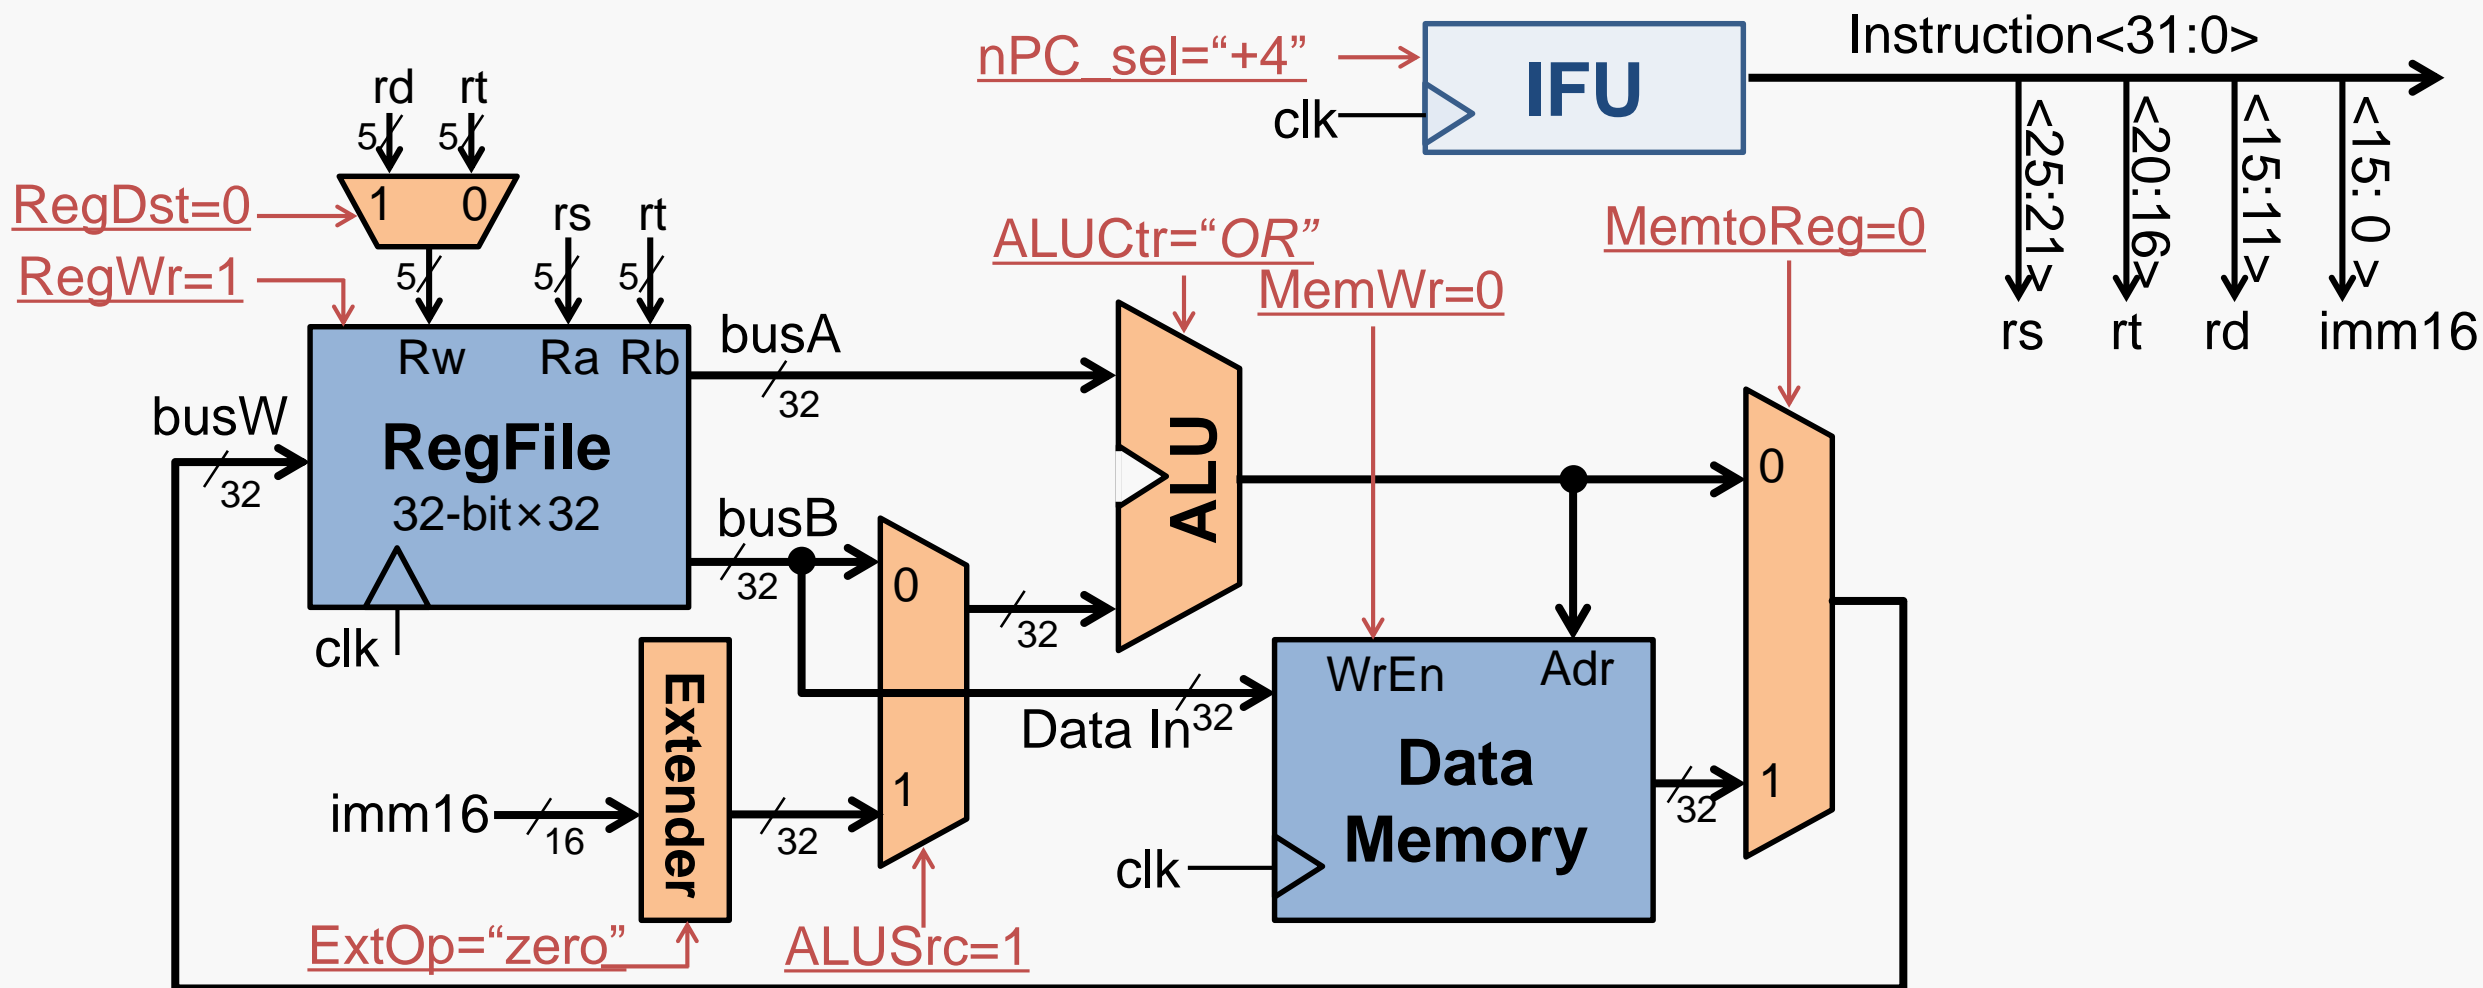 nPC_sel=“+4”
clk
IFU
Instruction<31:0>
<25:21>
<20:16>
<15:11>
<15: 0 >
rs
rt
rd
imm16
rd
rt
5
5
1
0
RegDst=0
RegWr=1
rs
rt
5
5
5
ALUCtr=“OR”
MemWr=0
MemtoReg=0
Rw
Ra
Rb
busA
32
busW
32
RegFile
32-bit×32
clk
busB
32
0
1
32
ALU
0
1
Extender
imm16
16
32
Data In
32
WrEn
Adr
Data
Memory
clk
32
ExtOp=“zero”
ALUSrc=1